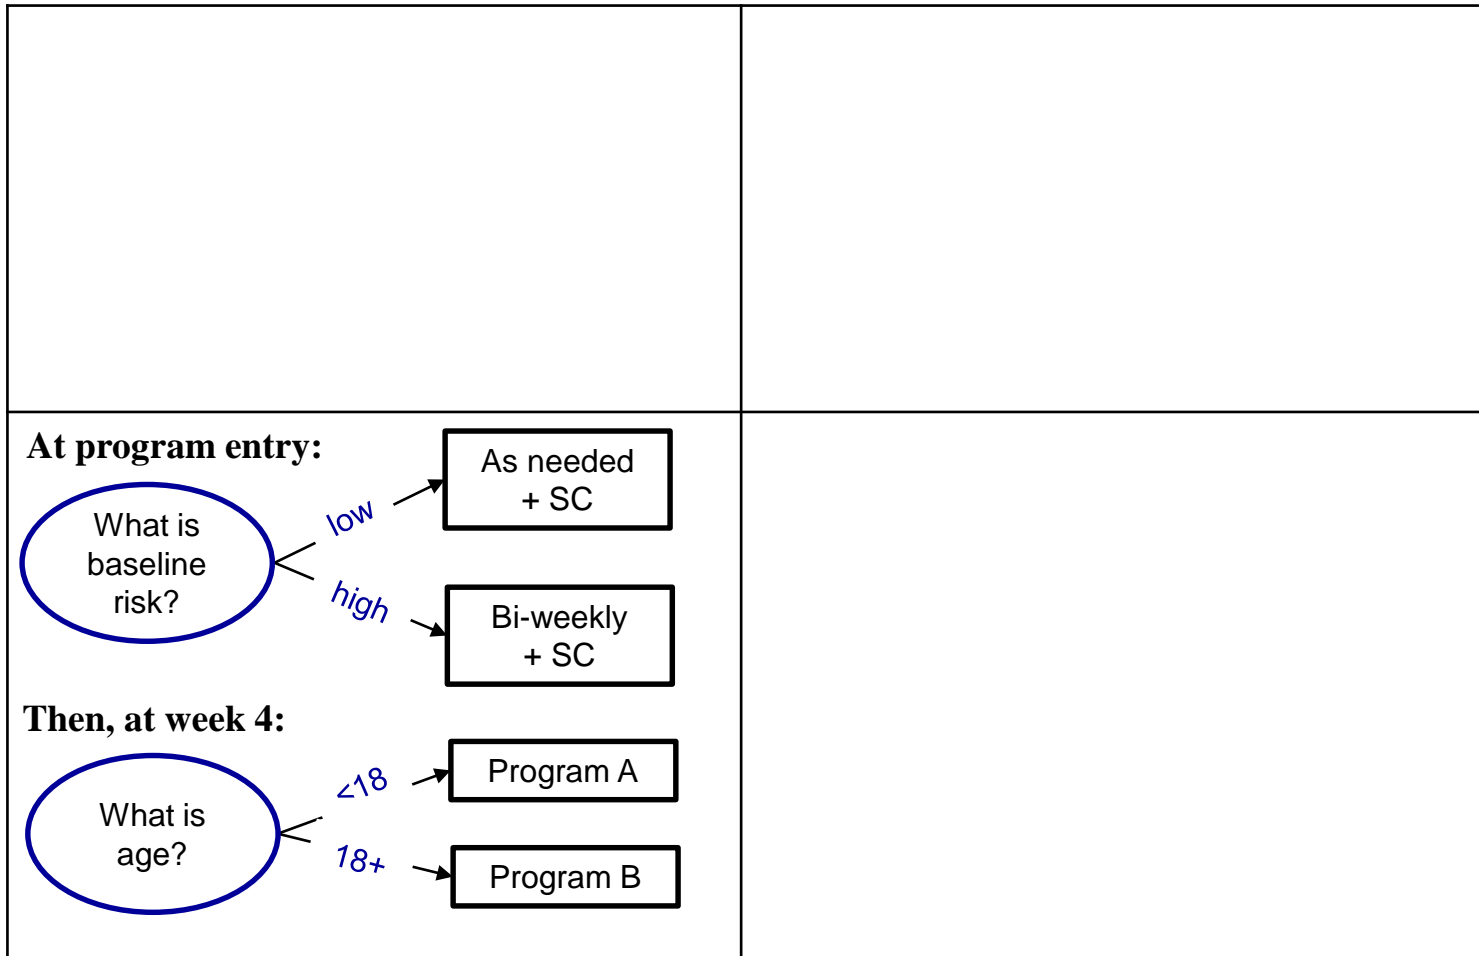 At program entry:
What is
baseline
risk?
low
high
As needed
+ SC
Bi-weekly
+ SC
Then, at week 4:
What is
age?
<18
18+
Program A
Program B